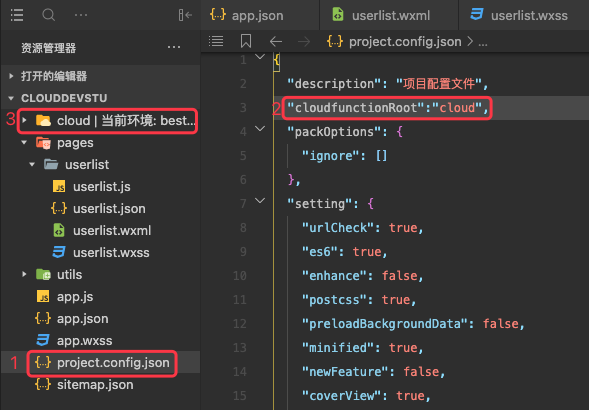 app.json
userlist.wxml
userlist.wxss
资源管理器
...
project.config.json > ...
打开的编辑器
CLOUDDEVSTU
3 cloud | 当前环境: best...
pages
userlist
userlist.js
userlist.json
userlist.wxml
userlist.wxss
utils
app.js
app.json
app.wxss
1 project.config.json
sitemap.json
1 {
2 "description": "项目配置文件",
3 2 "cloudfunctionRoot":"cloud",
4 "packOptions": {
5 "ignore": []
6 },
7 "setting": {
8 "urlCheck": true,
9 "es6": true,
10 "enhance": false,
11 "postcss": true,
12 "preloadBackgroundData": false,
13 "minified": true,
14 "newFeature": false,
15 "coverView": true,